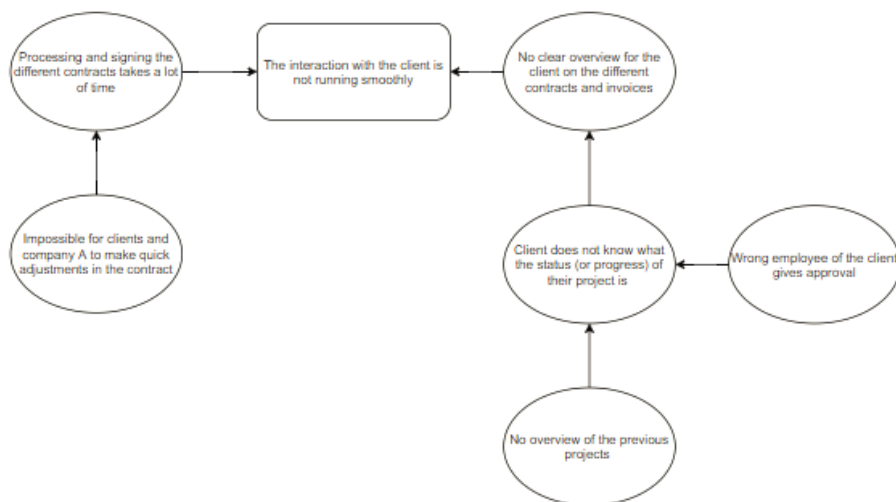 Processing and signing the
different contracts takes a lot
of time
The interaction with the client is
not running smoothly
No clear overview for the
client on the different
contracts and invoices
Impossible for clients and
company A to make quick
adjustments in the contract
Client does not know what
the status (or progress) of
their project is
Wrong employee of the client
gives approval
No overview of the previous
projects